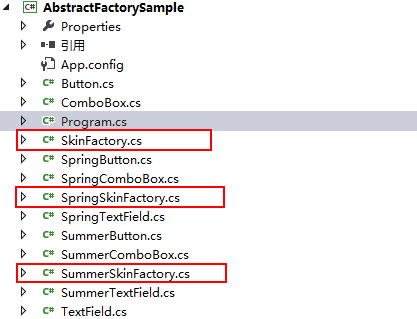 C# AbstractFactorySample
Properties
引用
App.config
C# Button.cs
C# ComboBox.cs
C# Program.cs
C# SkinFactory.cs
C# SpringButton.cs
C# SpringComboBox.cs
C# SpringSkinFactory.cs
C# SpringTextField.cs
C# SummerButton.cs
C# SummerComboBox.cs
C# SummerSkinFactory.cs
C# SummerTextField.cs
C# TextField.cs